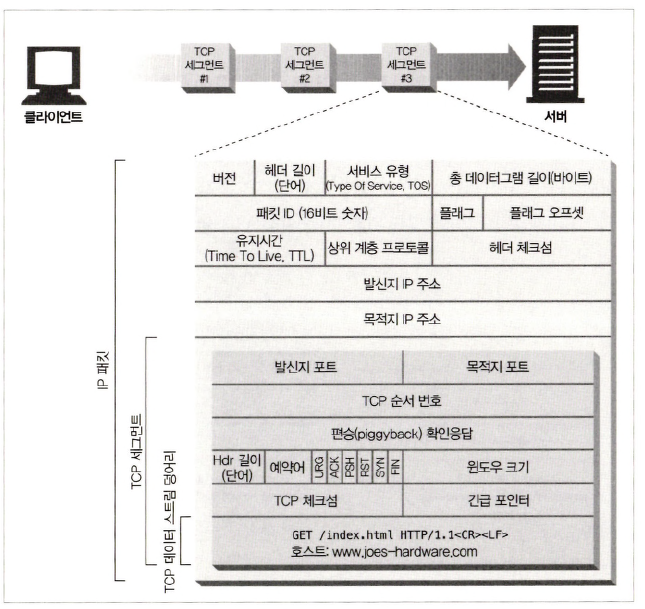 TCP
세그먼트
#1
TCP
세그먼트
#2
TCP
세그먼트
#3
클라이언트
서버
버전
헤더 길이
(단어)
서비스 유형
(Type Of Service, TOS)
총 데이터그램 길이(바이트)
패킷 ID (16비트 숫자)
플래그
플래그 오프셋
유지시간
(Time To Live, TTL)
상위 계층 프로토콜
헤더 체크섬
발신지 IP 주소
목적지 IP 주소
발신지 포트
목적지 포트
TCP 순서 번호
편승(piggyback) 확인응답
Hdr 길이
(단어)
예약어
URG
ACK
PSH
RST
SYN
FIN
윈도우 크기
TCP 체크섬
긴급 포인터
GET /index.html HTTP/1.1<CR><LF>
호스트: www.joes-hardware.com
IP 패킷
TCP 세그먼트
TCP 데이터 스트림 덩어리